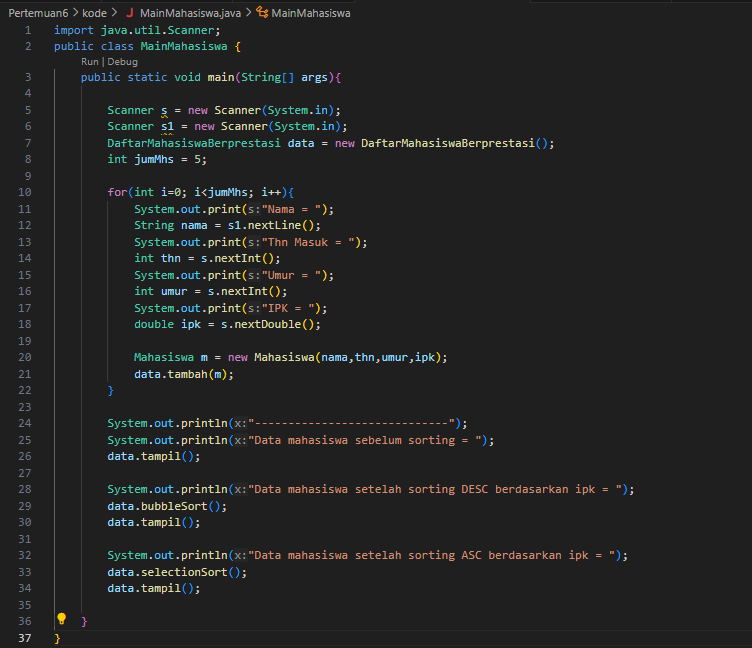 Pertemuan6 > kode > J MainMahasiswa.java > MainMahasiswa
1 import java.util.Scanner;
2 public class MainMahasiswa {
Run | Debug
3 public static void main(String[] args){
4
5 Scanner s = new Scanner(System.in);
6 Scanner s1 = new Scanner(System.in);
7 DaftarMahasiswaBerprestasi data = new DaftarMahasiswaBerprestasi();
8 int jumMhs = 5;
9
10 for(int i=0; i<jumMhs; i++){
11 System.out.print(s:"Nama = ");
12 String nama = s1.nextLine();
13 System.out.print(s:"Thn Masuk = ");
14 int thn = s.nextInt();
15 System.out.print(s:"Umur = ");
16 int umur = s.nextInt();
17 System.out.print(s:"IPK = ");
18 double ipk = s.nextDouble();
19
20 Mahasiswa m = new Mahasiswa(nama,thn,umur,ipk);
21 data.tambah(m);
22 }
23
24 System.out.println(x:"-----------------------------");
25 System.out.println(x:"Data mahasiswa sebelum sorting = ");
26 data.tampil();
27
28 System.out.println(x:"Data mahasiswa setelah sorting DESC berdasarkan ipk = ");
29 data.bubbleSort();
30 data.tampil();
31
32 System.out.println(x:"Data mahasiswa setelah sorting ASC berdasarkan ipk = ");
33 data.selectionSort();
34 data.tampil();
35
36 }
37 }